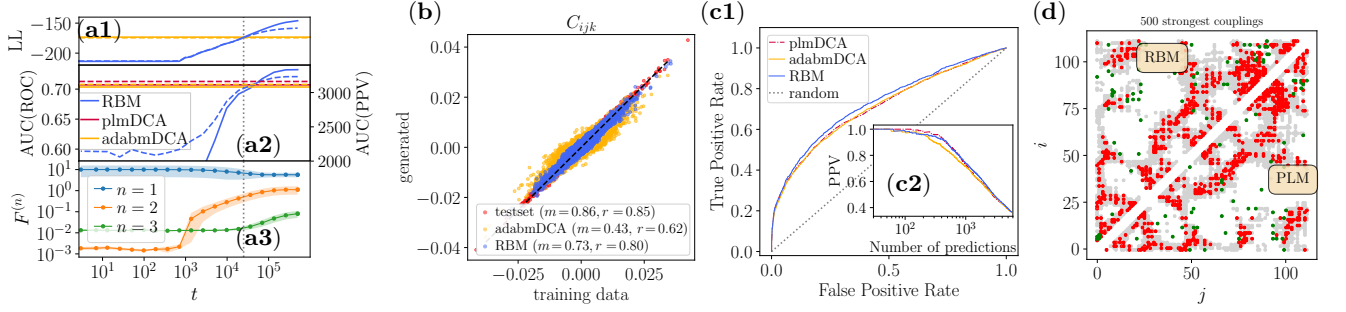 (a1)
LL
−150
−200
AUC(ROC)
0.70
0.60
RBM
plmDCA
adabmDCA
(a2)
3000
2500
2000
AUC(PPV)
F^(n)
10^1
10^0
10^−1
10^−2
10^−3
n = 1
n = 2
n = 3
(a3)
10^1 10^2 10^3 10^4 10^5
t
(b)
C_ijk
generated
0.04
0.02
0.00
−0.02
−0.04
testset (m = 0.86, r = 0.85)
adabmDCA (m = 0.43, r = 0.62)
RBM (m = 0.73, r = 0.80)
−0.025 0.000 0.025
training data
(c1)
True Positive Rate
1.0
0.8
0.6
0.4
0.2
0.0
plmDCA
adabmDCA
RBM
random
PPV
1.0
0.8
0.6
0.4
(c2)
10^2 10^3
Number of predictions
0.0 0.5 1.0
False Positive Rate
(d)
500 strongest couplings
i
100
80
60
40
20
0
RBM
PLM
0 50 100
j